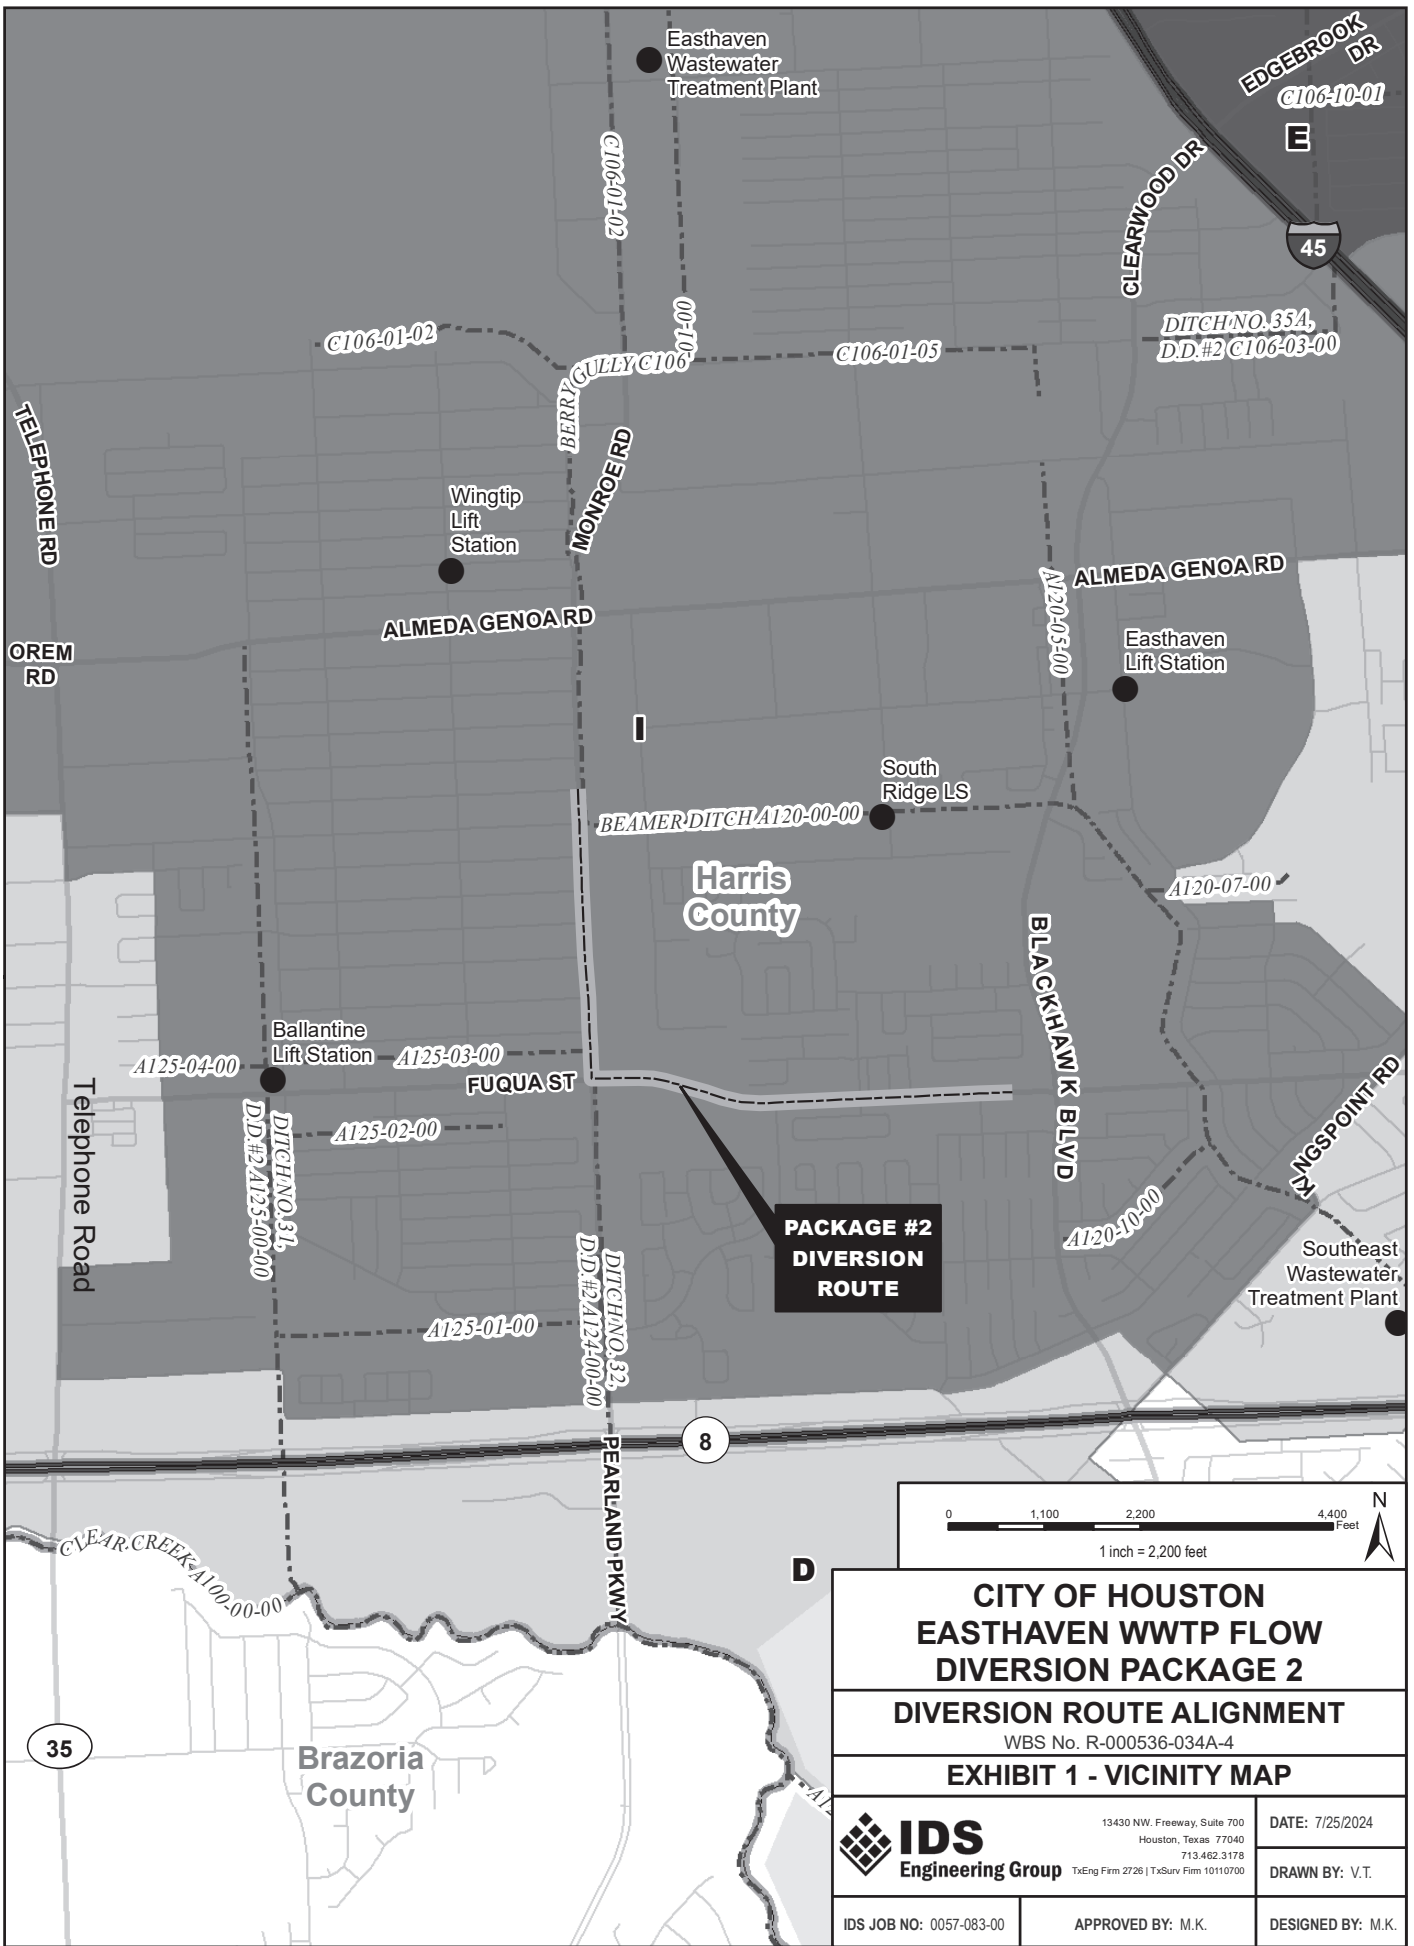 Easthaven
Wastewater
Treatment Plant
EDGEBROOK
DR
C106-10-01
E
C106-01-02
CLEARWOOD DR
45
00-10
C106-01-02
BERRY GULLY C106
C106-01-05
DITCH NO. 35A,
D.D.#2 C106-03-00
TELEPHONE RD
MONROE RD
Wingtip
Lift
Station
ALMEDA GENOA RD
A120-05-00
ALMEDA GENOA RD
OREM
RD
Easthaven
Lift Station
I
South
Ridge LS
BEAMER DITCH A120-00-00
Harris
County
A120-07-00
BLACKHAWK BLVD
Ballantine
Lift Station
A125-04-00
A125-03-00
FUQUA ST
Telephone Road
A125-02-00
DITCH NO. 31,
D.D.#2 A125-00-00
KINGSPOINT RD
PACKAGE #2
DIVERSION
ROUTE
A120-10-00
Southeast
Wastewater
Treatment Plant
DITCH NO. 32,
D.D.#2 A124-00-00
A125-01-00
8
PEARLAND PKWY
CLEAR CREEK A100-00-00
D
35
Brazoria
County
A12
0 1,100 2,200 4,400
Feet
N
1 inch = 2,200 feet
CITY OF HOUSTON
EASTHAVEN WWTP FLOW
DIVERSION PACKAGE 2
DIVERSION ROUTE ALIGNMENT
WBS No. R-000536-034A-4
EXHIBIT 1 - VICINITY MAP
IDS
Engineering Group
13430 NW. Freeway, Suite 700
Houston, Texas 77040
713.462.3178
TxEng Firm 2726 | TxSurv Firm 10110700
DATE: 7/25/2024
DRAWN BY: V.T.
IDS JOB NO: 0057-083-00
APPROVED BY: M.K.
DESIGNED BY: M.K.